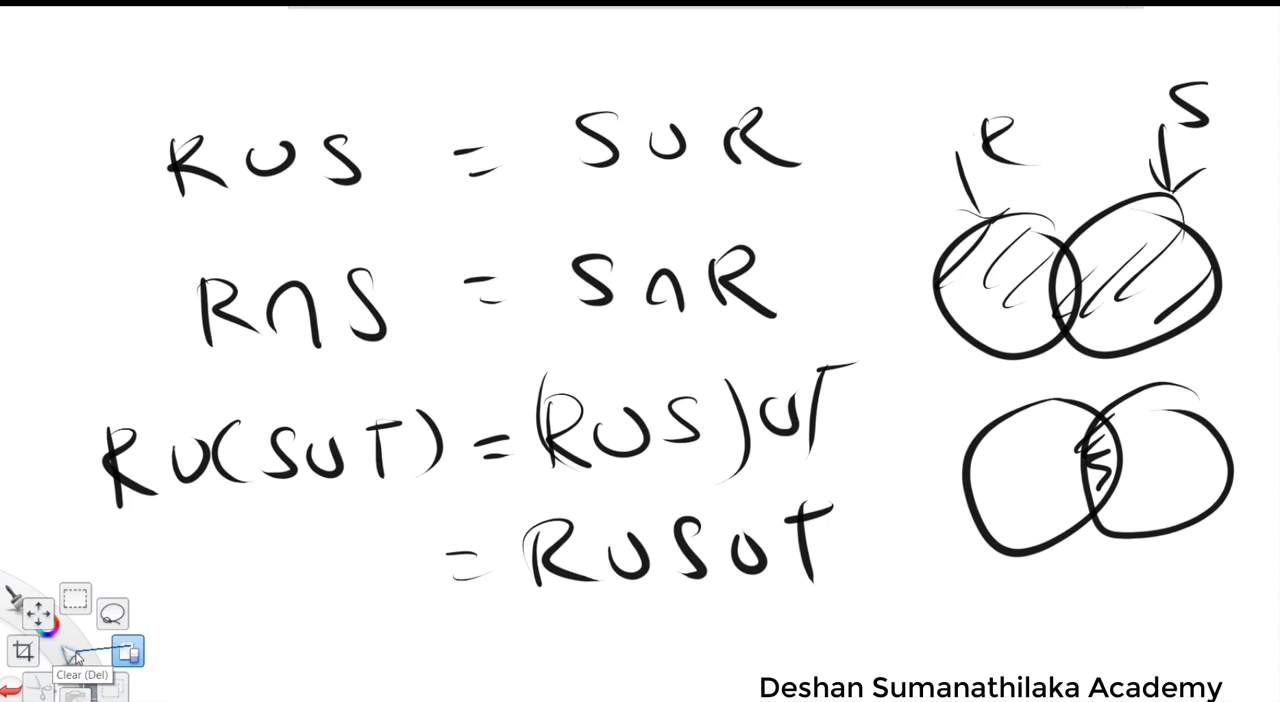 R∪S = S∪R
R∩S = S∩R
R∪(S∪T) = (R∪S)∪T
= R∪S∪T
R
S
Clear (Del)
Deshan Sumanathilaka Academy